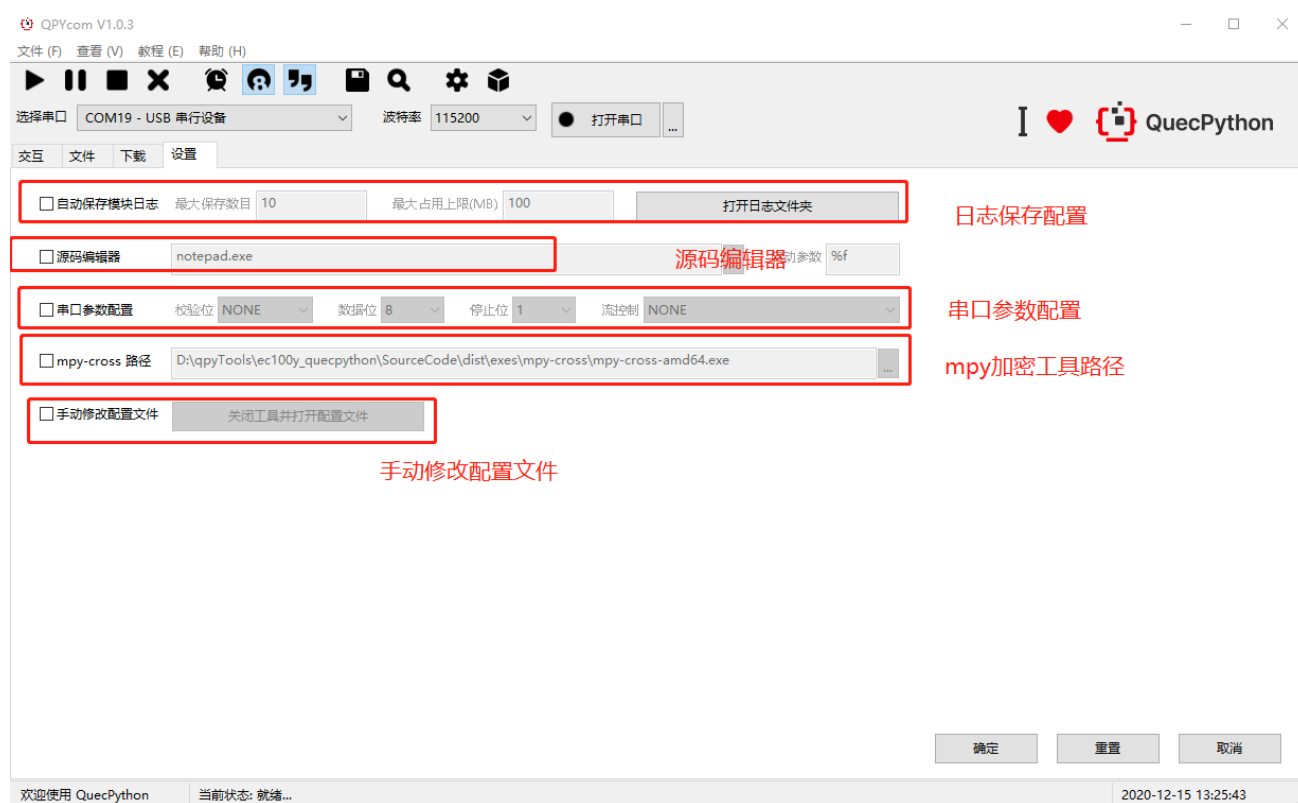 QPYcom V1.0.3
文件 (F) 查看 (V) 教程 (E) 帮助 (H)
选择串口 COM19 - USB 串行设备 波特率 115200 打开串口 ...
I QuecPython
交互 文件 下载 设置
自动保存模块日志 最大保存数目 10 最大占用上限(MB) 100 打开日志文件夹
日志保存配置
源码编辑器 notepad.exe 源码编辑器 动参数 %f
串口参数配置 校验位 NONE 数据位 8 停止位 1 流控制 NONE
串口参数配置
mpy-cross 路径 D:\qpyTools\ec100y_quecpython\SourceCode\dist\exes\mpy-cross\mpy-cross-amd64.exe ...
mpy加密工具路径
手动修改配置文件 关闭工具并打开配置文件
手动修改配置文件
确定 重置 取消
欢迎使用 QuecPython 当前状态: 就绪... 2020-12-15 13:25:43